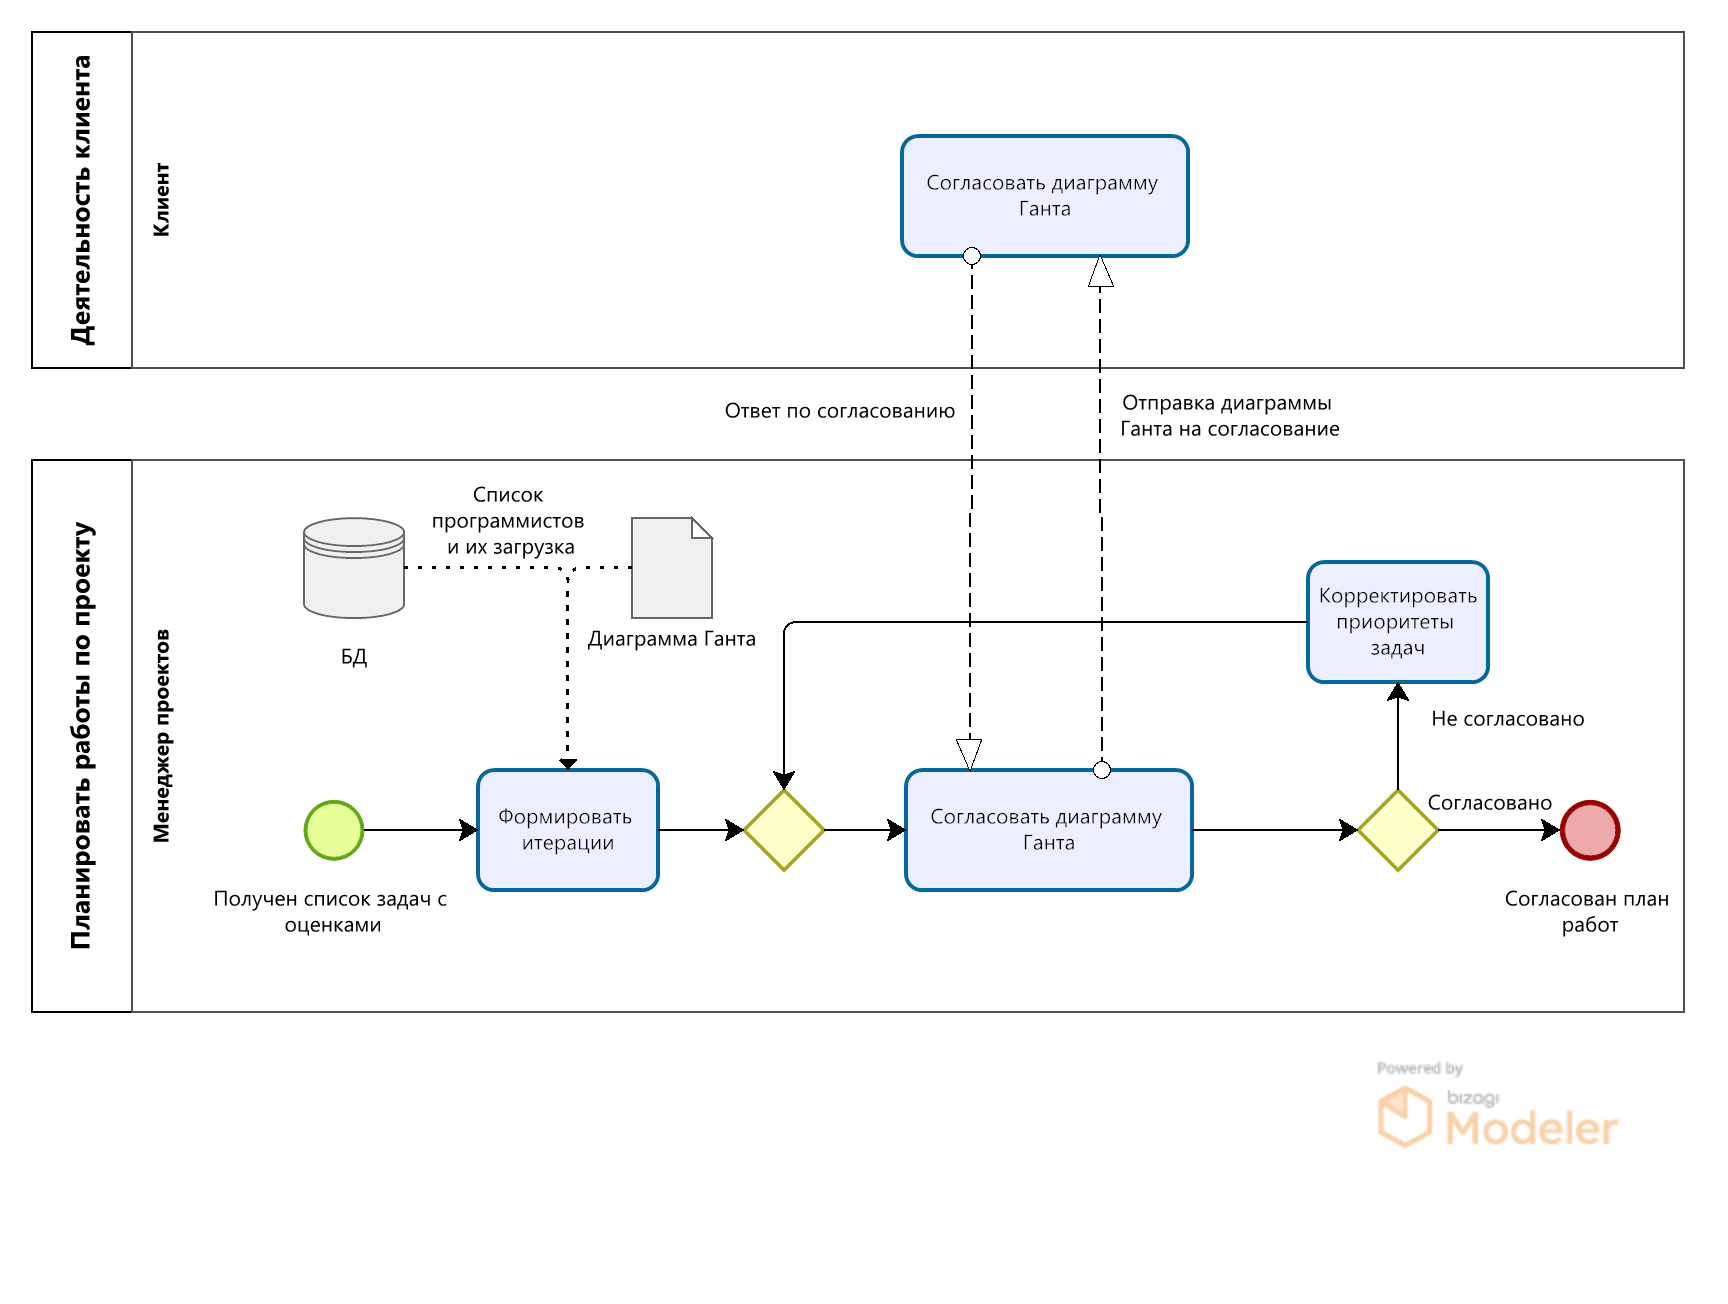 Деятельность клиента
Клиент
Согласовать диаграмму
Ганта
Ответ по согласованию
Отправка диаграммы
Ганта на согласование
Планировать работы по проекту
Менеджер проектов
Список
программистов
и их загрузка
БД
Диаграмма Ганта
Корректировать
приоритеты
задач
Не согласовано
Согласовано
Формировать
итерации
Согласовать диаграмму
Ганта
Получен список задач с
оценками
Согласован план
работ
Powered by
bizagi
Modeler